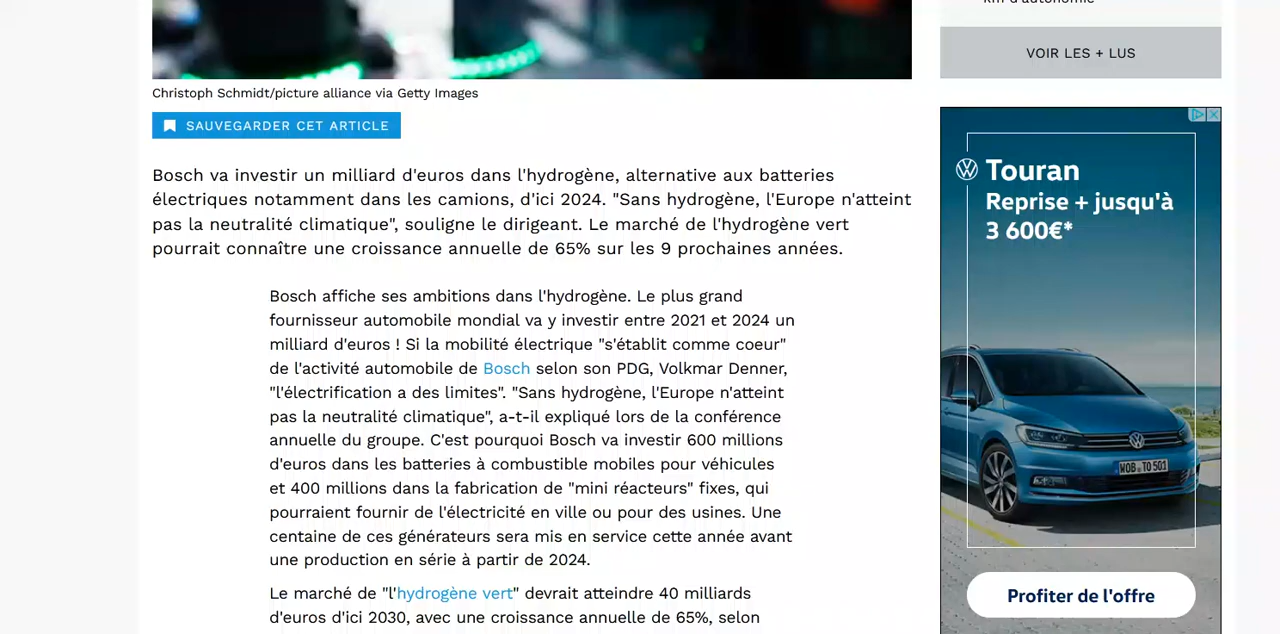 km d'autonomie
VOIR LES + LUS
Christoph Schmidt/picture alliance via Getty Images
SAUVEGARDER CET ARTICLE
Bosch va investir un milliard d'euros dans l'hydrogène, alternative aux batteries
électriques notamment dans les camions, d'ici 2024. "Sans hydrogène, l'Europe n'atteint
pas la neutralité climatique", souligne le dirigeant. Le marché de l'hydrogène vert
pourrait connaître une croissance annuelle de 65% sur les 9 prochaines années.
Bosch affiche ses ambitions dans l'hydrogène. Le plus grand
fournisseur automobile mondial va y investir entre 2021 et 2024 un
milliard d'euros ! Si la mobilité électrique "s'établit comme coeur"
de l'activité automobile de Bosch selon son PDG, Volkmar Denner,
"l'électrification a des limites". "Sans hydrogène, l'Europe n'atteint
pas la neutralité climatique", a-t-il expliqué lors de la conférence
annuelle du groupe. C'est pourquoi Bosch va investir 600 millions
d'euros dans les batteries à combustible mobiles pour véhicules
et 400 millions dans la fabrication de "mini réacteurs" fixes, qui
pourraient fournir de l'électricité en ville ou pour des usines. Une
centaine de ces générateurs sera mis en service cette année avant
une production en série à partir de 2024.
Le marché de "l'hydrogène vert" devrait atteindre 40 milliards
d'euros d'ici 2030, avec une croissance annuelle de 65%, selon
Touran
Reprise + jusqu'à
3 600€*
WOB TO 501
Profiter de l'offre